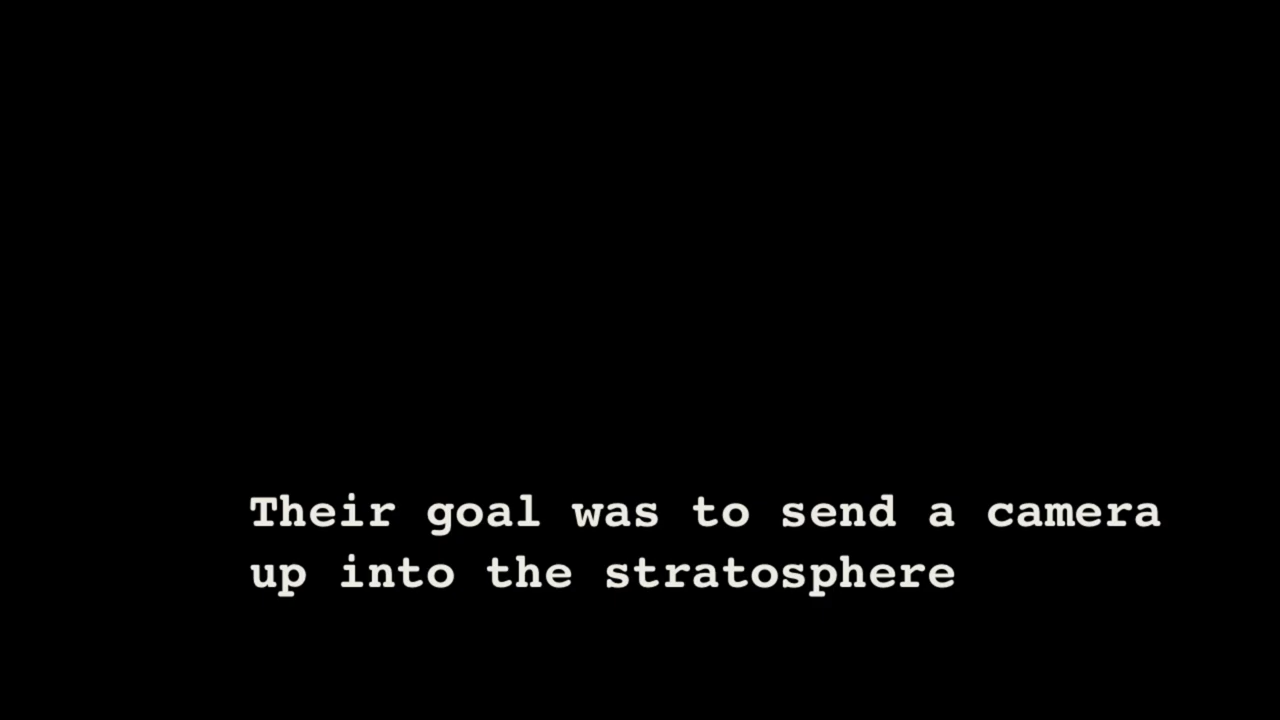 Their goal was to send a camera
up into the stratosphere